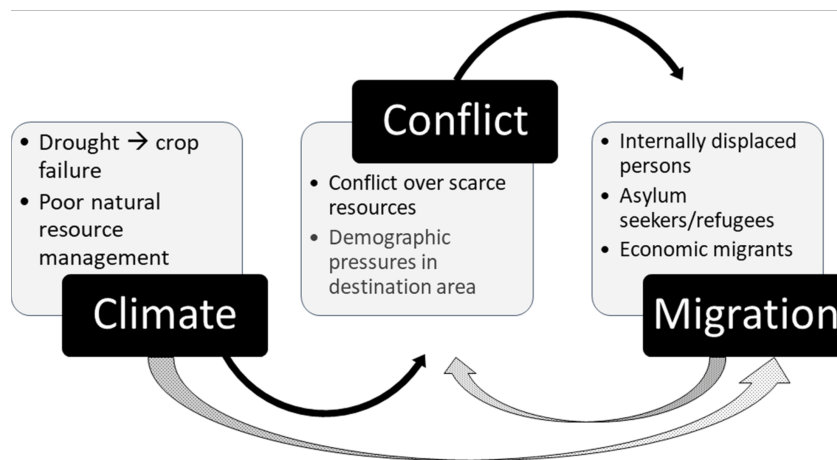 • Drought → crop
failure
• Poor natural
resource
management
Climate
Conflict
• Conflict over scarce
resources
• Demographic
pressures in
destination area
• Internally displaced
persons
• Asylum
seekers/refugees
• Economic migrants
Migration